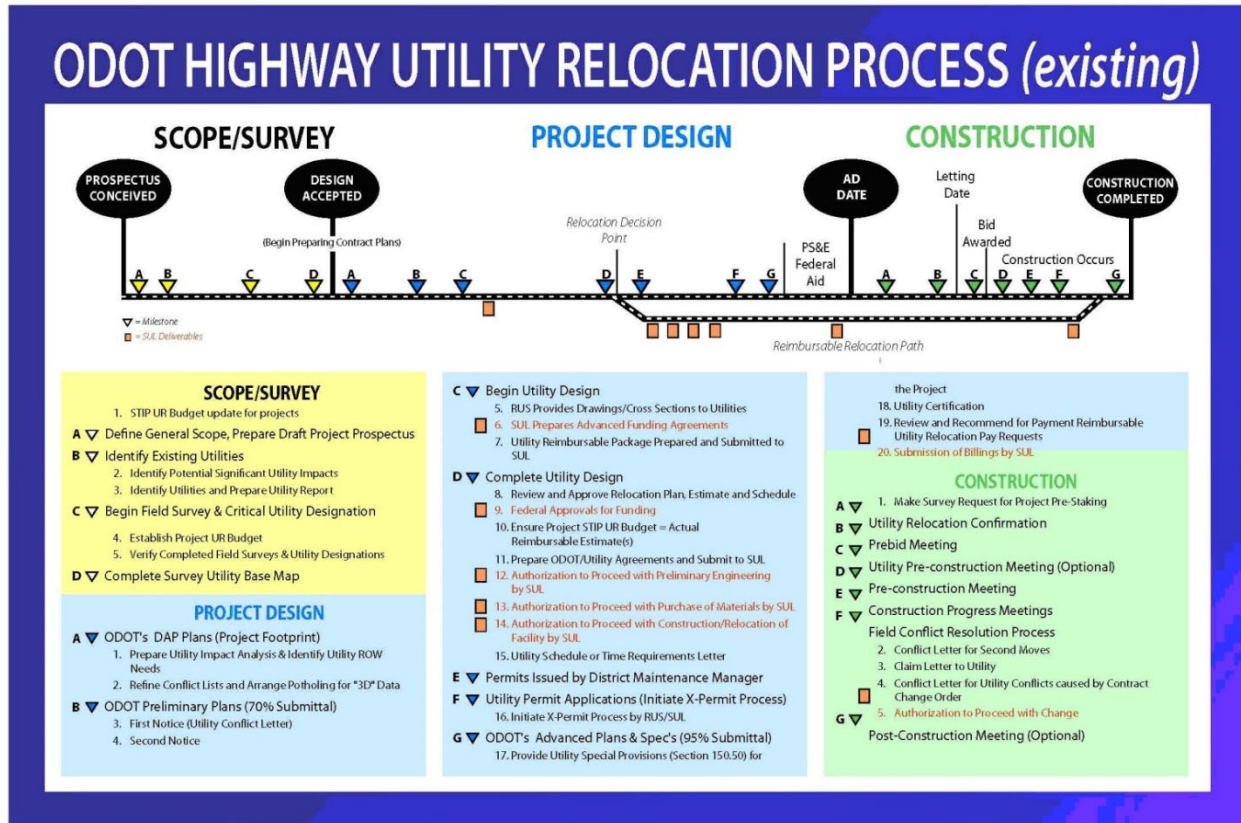 ODOT HIGHWAY UTILITY RELOCATION PROCESS (existing)
SCOPE/SURVEY
PROJECT DESIGN
CONSTRUCTION
PROSPECTUS
CONCEIVED
DESIGN
ACCEPTED
(Begin Preparing Contract Plans)
Relocation Decision
Point
PS&E
Federal
Aid
AD
DATE
Letting
Date
Bid
Awarded
Construction Occurs
CONSTRUCTION
COMPLETED
A B C D A B C D E F G A B C D E F G
= Milestone
= SUL Deliverables
Reimbursable Relocation Path
SCOPE/SURVEY
1. STIP UR Budget update for projects
A Define General Scope, Prepare Draft Project Prospectus
B Identify Existing Utilities
2. Identify Potential Significant Utility Impacts
3. Identify Utilities and Prepare Utility Report
C Begin Field Survey & Critical Utility Designation
4. Establish Project UR Budget
5. Verify Completed Field Surveys & Utility Designations
D Complete Survey Utility Base Map
PROJECT DESIGN
A ODOT's DAP Plans (Project Footprint)
1. Prepare Utility Impact Analysis & Identify Utility ROW
Needs
2. Refine Conflict Lists and Arrange Potholing for "3D" Data
B ODOT Preliminary Plans (70% Submittal)
3. First Notice (Utility Conflict Letter)
4. Second Notice
C Begin Utility Design
5. RUS Provides Drawings/Cross Sections to Utilities
6. SUL Prepares Advanced Funding Agreements
7. Utility Reimbursable Package Prepared and Submitted to
SUL
D Complete Utility Design
8. Review and Approve Relocation Plan, Estimate and Schedule
9. Federal Approvals for Funding
10. Ensure Project STIP UR Budget = Actual
Reimbursable Estimate(s)
11. Prepare ODOT/Utility Agreements and Submit to SUL
12. Authorization to Proceed with Preliminary Engineering
by SUL
13. Authorization to Proceed with Purchase of Materials by SUL
14. Authorization to Proceed with Construction/Relocation of
Facility by SUL
15. Utility Schedule or Time Requirements Letter
E Permits Issued by District Maintenance Manager
F Utility Permit Applications (Initiate X-Permit Process)
16. Initiate X-Permit Process by RUS/SUL
G ODOT's Advanced Plans & Spec's (95% Submittal)
17. Provide Utility Special Provisions (Section 150.50) for
the Project
18. Utility Certification
19. Review and Recommend for Payment Reimbursable
Utility Relocation Pay Requests
20. Submission of Billings by SUL
CONSTRUCTION
A 1. Make Survey Request for Project Pre-Staking
B Utility Relocation Confirmation
C Prebid Meeting
D Utility Pre-construction Meeting (Optional)
E Pre-construction Meeting
F Construction Progress Meetings
Field Conflict Resolution Process
2. Conflict Letter for Second Moves
3. Claim Letter to Utility
4. Conflict Letter for Utility Conflicts caused by Contract
Change Order
5. Authorization to Proceed with Change
G Post-Construction Meeting (Optional)